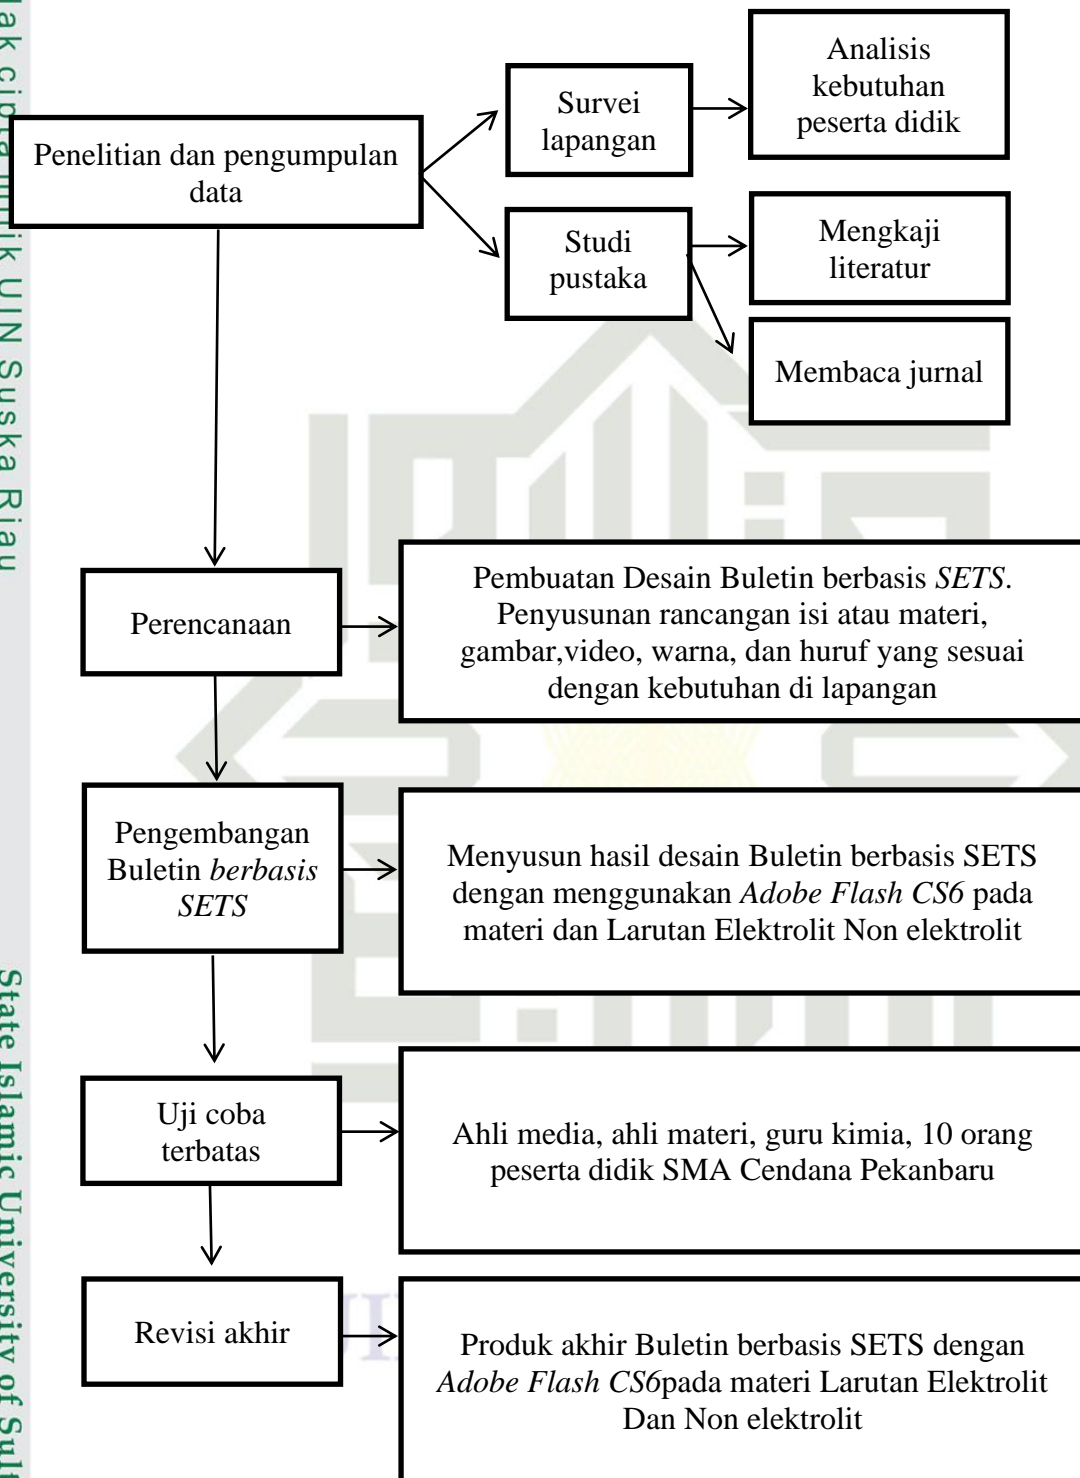 Hak cipta milik UIN Suska Riau
State Islamic University of Sult
Analisis
kebutuhan
peserta didik
Survei
lapangan
Penelitian dan pengumpulan
data
Studi
pustaka
Mengkaji
literatur
Membaca jurnal
Perencanaan
Pembuatan Desain Buletin berbasis SETS.
Penyusunan rancangan isi atau materi,
gambar,video, warna, dan huruf yang sesuai
dengan kebutuhan di lapangan
Pengembangan
Buletin berbasis
SETS
Menyusun hasil desain Buletin berbasis SETS
dengan menggunakan Adobe Flash CS6 pada
materi dan Larutan Elektrolit Non elektrolit
Uji coba
terbatas
Ahli media, ahli materi, guru kimia, 10 orang
peserta didik SMA Cendana Pekanbaru
Revisi akhir
Produk akhir Buletin berbasis SETS dengan
Adobe Flash CS6pada materi Larutan Elektrolit
Dan Non elektrolit